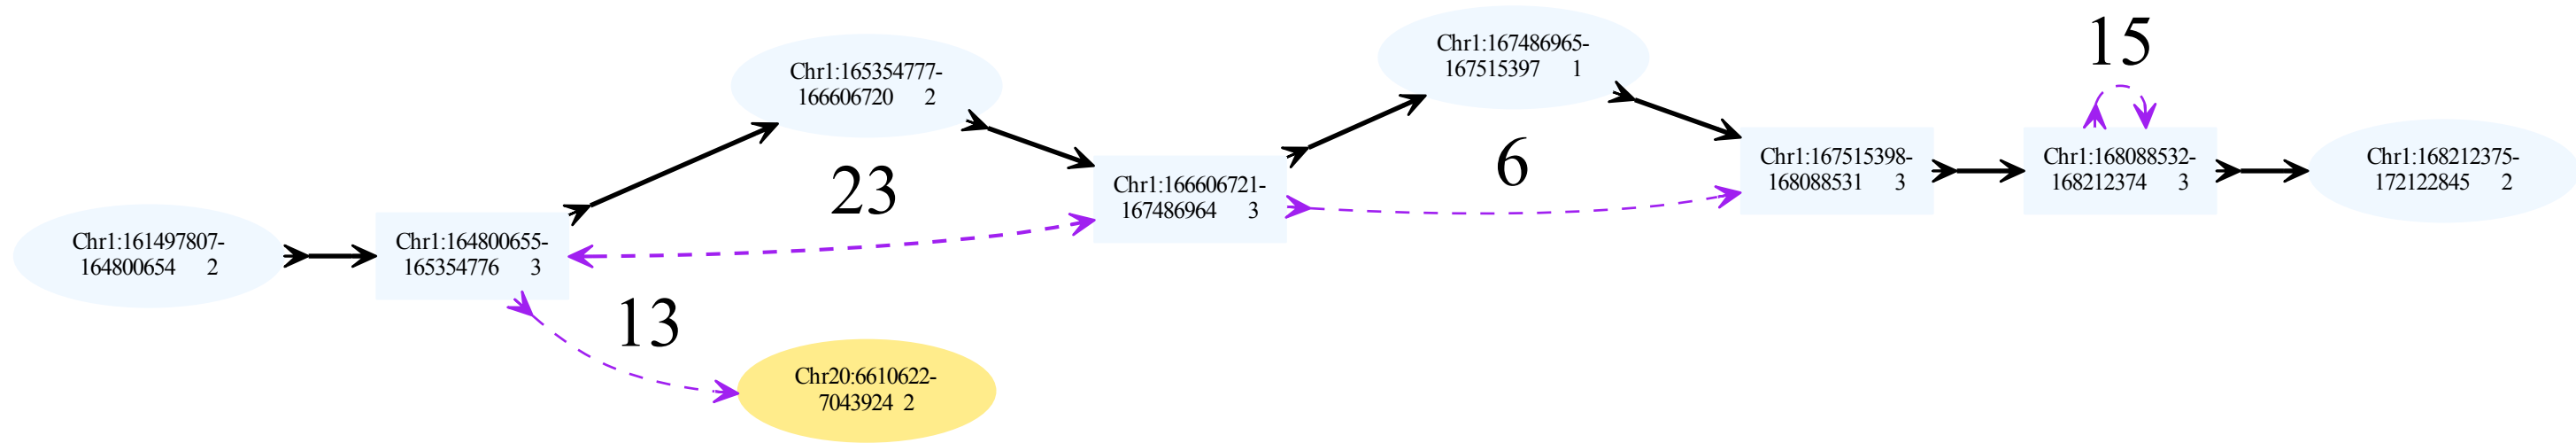 Chr1:161497807-
164800654 2
Chr1:164800655-
165354776 3
Chr1:165354777-
166606720 2
23
13
Chr20:6610622-
7043924 2
Chr1:166606721-
167486964 3
Chr1:167486965-
167515397 1
6
Chr1:167515398-
168088531 3
15
Chr1:168088532-
168212374 3
Chr1:168212375-
172122845 2